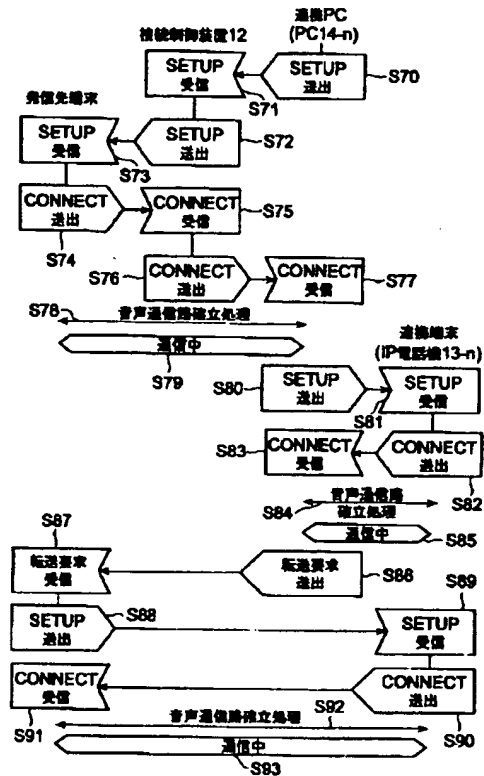 連携PC
(PC14-n)
接続制御装置12
SETUP
受信
SETUP
送出
S70
S71
発信先端末
SETUP
受信
SETUP
送出
S72
S73
CONNECT
送出
CONNECT
受信
S75
S74
S76
CONNECT
送出
CONNECT
受信
S77
S78
音声通信路確立処理
通信中
S79
連携端末
(IP電話機13-n)
S80
SETUP
送出
SETUP
受信
S81
S83
CONNECT
受信
CONNECT
送出
S82
S84
音声通信路
確立処理
通信中
S85
S87
転送要求
受信
転送要求
送出
S86
S89
SETUP
送出
S88
SETUP
受信
CONNECT
受信
CONNECT
送出
S91
S92
音声通信路確立処理
S90
通信中
S93